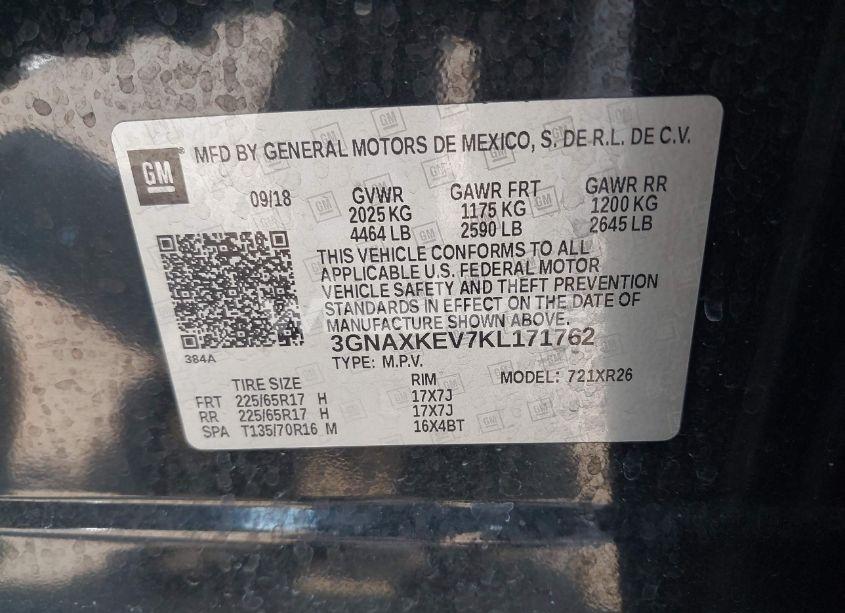 GM
MFD BY GENERAL MOTORS DE MEXICO, S. DE R.L. DE C.V.
09/18
GVWR GAWR FRT GAWR RR
2025 KG 1175 KG 1200 KG
4464 LB 2590 LB 2645 LB
THIS VEHICLE CONFORMS TO ALL
APPLICABLE U.S. FEDERAL MOTOR
VEHICLE SAFETY AND THEFT PREVENTION
STANDARDS IN EFFECT ON THE DATE OF
MANUFACTURE SHOWN ABOVE.
384A
3GNAXKEV7KL171762
TYPE: M.P.V.
MODEL: 721XR26
TIRE SIZE RIM
FRT 225/65R17 H 17X7J
RR 225/65R17 H 17X7J
SPA T135/70R16 M 16X4BT